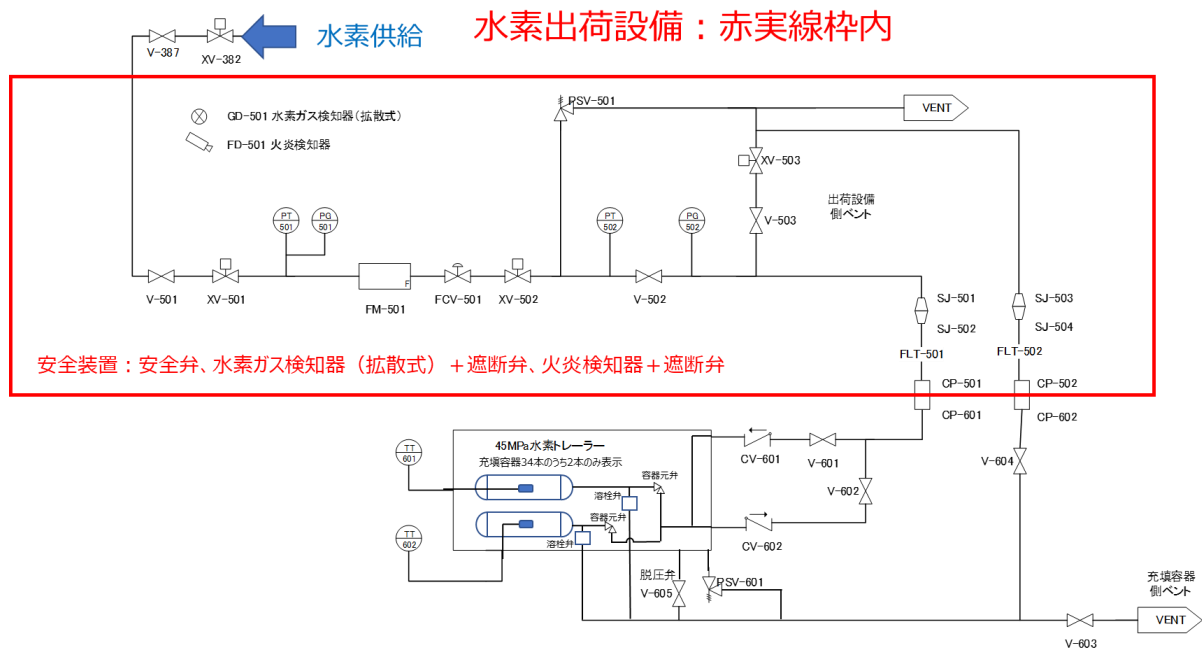 水素出荷設備：赤実線枠内
水素供給
V-387
XV-382
PSV-501
VENT
GD-501 水素ガス検知器(拡散式)
FD-501 火炎検知器
XV-503
出荷設備
側ベント
V-503
PT
501
PG
501
PT
502
PG
502
V-501
XV-501
FM-501
F
FCV-501
XV-502
V-502
SJ-501
SJ-502
SJ-503
SJ-504
FLT-501
FLT-502
安全装置：安全弁、水素ガス検知器（拡散式）＋遮断弁、火炎検知器＋遮断弁
CP-501
CP-502
CP-601
CP-602
45MPa水素トレーラー
充填容器34本のうち2本のみ表示
TT
601
容器元弁
溶栓弁
CV-601
V-601
V-604
V-602
TT
602
容器元弁
溶栓弁
CV-602
脱圧弁
V-605
PSV-601
充填容器
側ベント
VENT
V-603